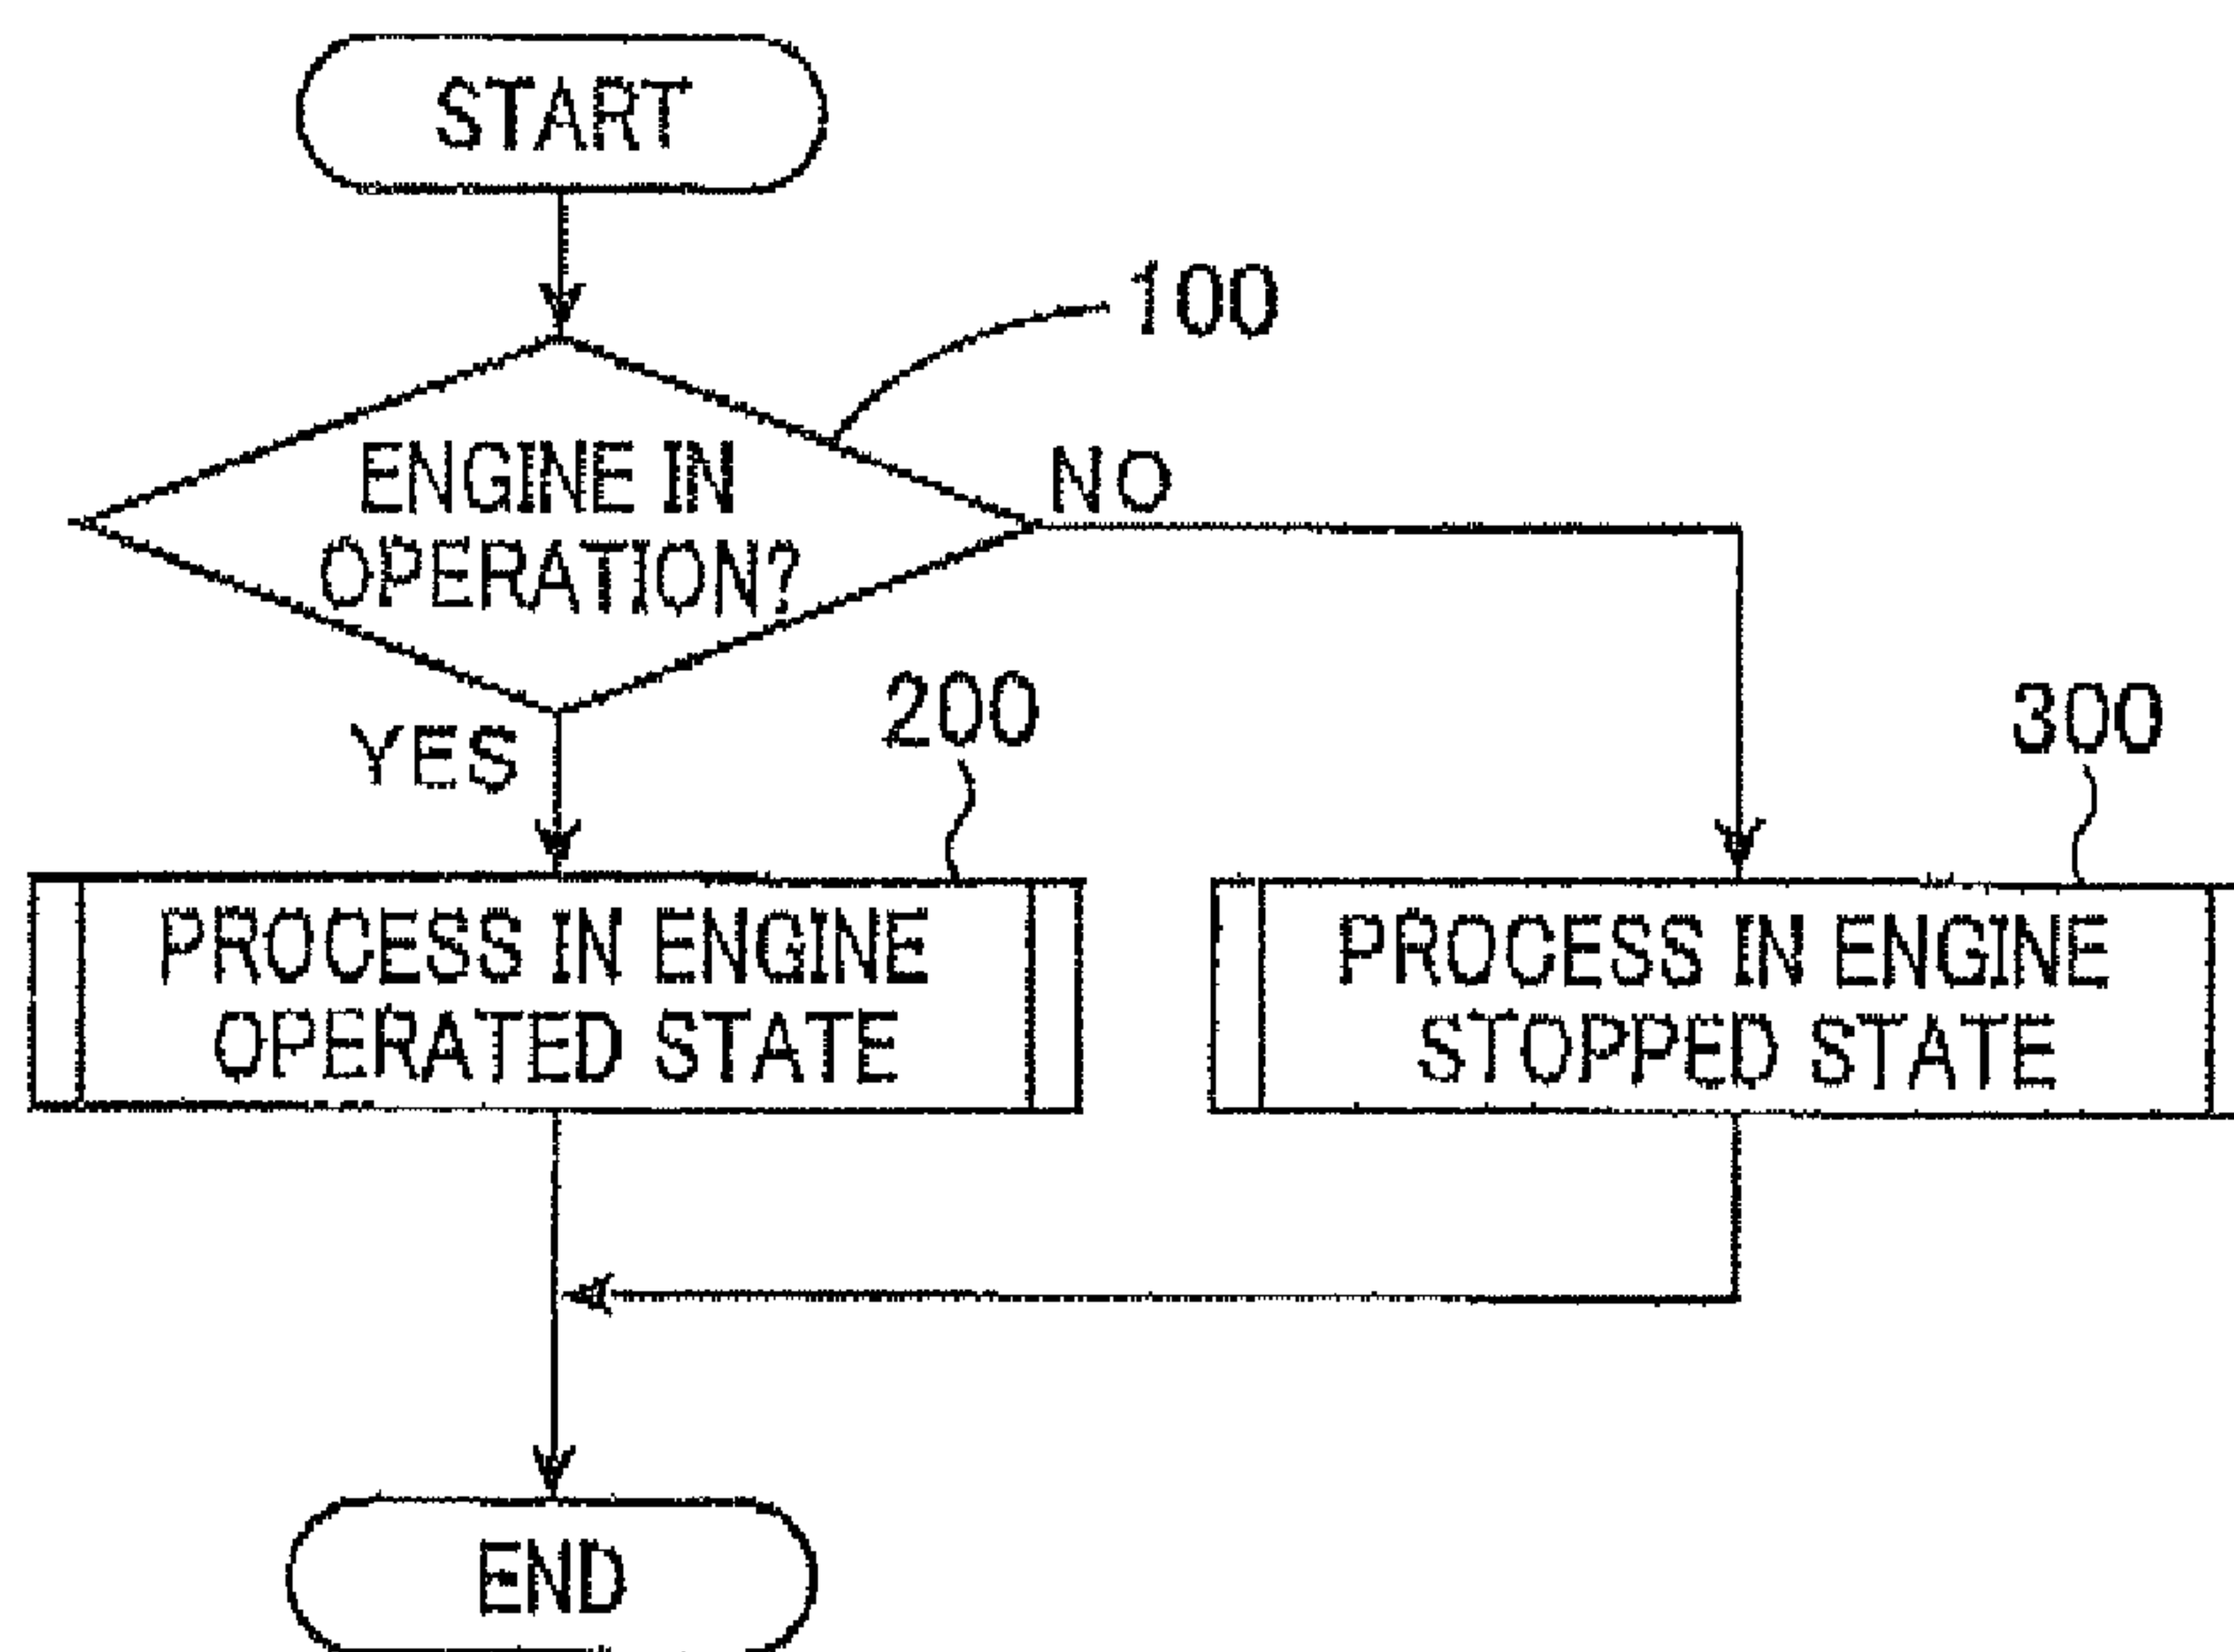 START
100
ENGINE IN
OPERATION?
NO
YES
200
300
PROCESS IN ENGINE
OPERATED STATE
PROCESS IN ENGINE
STOPPED STATE
END